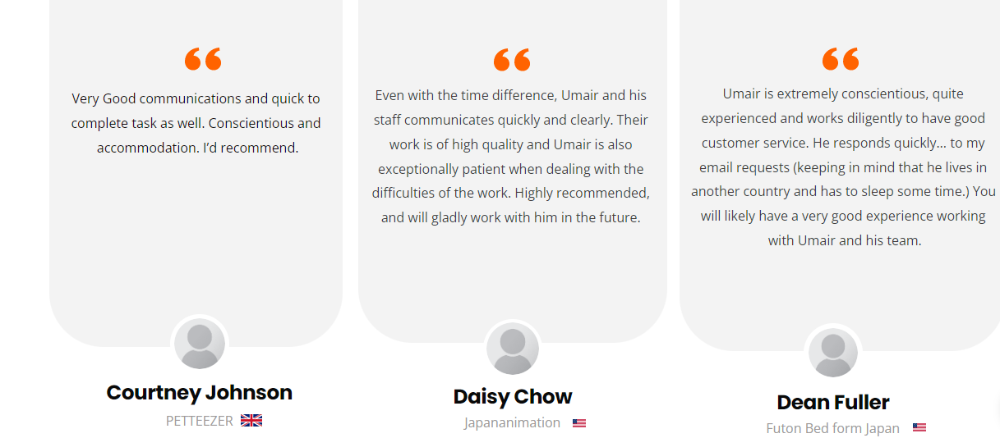 Very Good communications and quick to
complete task as well. Conscientious and
accommodation. I’d recommend.
Courtney Johnson
PETTEEZER
Even with the time difference, Umair and his
staff communicates quickly and clearly. Their
work is of high quality and Umair is also
exceptionally patient when dealing with the
difficulties of the work. Highly recommended,
and will gladly work with him in the future.
Daisy Chow
Japananimation
Umair is extremely conscientious, quite
experienced and works diligently to have good
customer service. He responds quickly… to my
email requests (keeping in mind that he lives in
another country and has to sleep some time.) You
will likely have a very good experience working
with Umair and his team.
Dean Fuller
Futon Bed form Japan